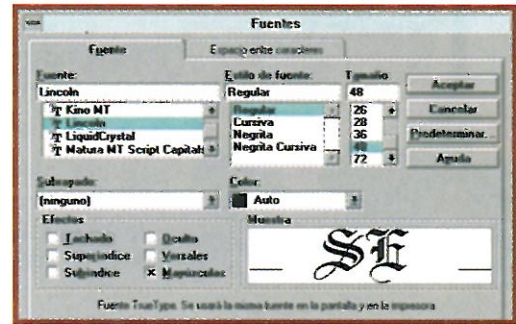 Fuentes
Fuente
Espacio entre caracteres
Fuente: Estilo de fuente: Tamaño
Lincoln Regular 48 Aceptar
Kino MT Regular 26 Cancelar
Lincoln Cursiva 28
LiquidCrystal Negrita 36 Predeterminar...
Matura MT Script Capitals Negrita Cursiva 48
72 Ayuda
Subrayado: Color:
(ninguno) Auto
Efectos Muestra
Tachado Oculto
Superíndice Versales
Subíndice Mayúsculas
SE
Fuente TrueType. Se usará la misma fuente en la pantalla y en la impresora